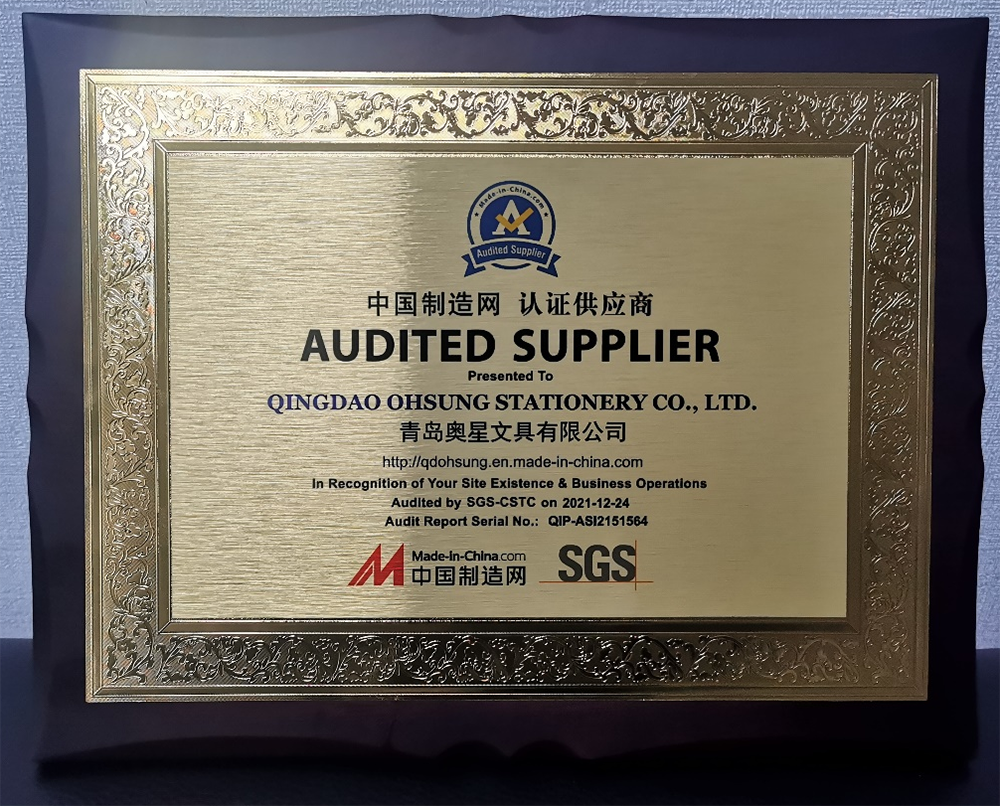 Made-in-China.com
A
Audited Supplier
中国制造网 认证供应商
AUDITED SUPPLIER
Presented To
QINGDAO OHSUNG STATIONERY CO., LTD.
青岛奥星文具有限公司
http://qdohsung.en.made-in-china.com
In Recognition of Your Site Existence & Business Operations
Audited by SGS-CSTC on 2021-12-24
Audit Report Serial No.: QIP-ASI2151564
Made-in-China.com
中国制造网
SGS